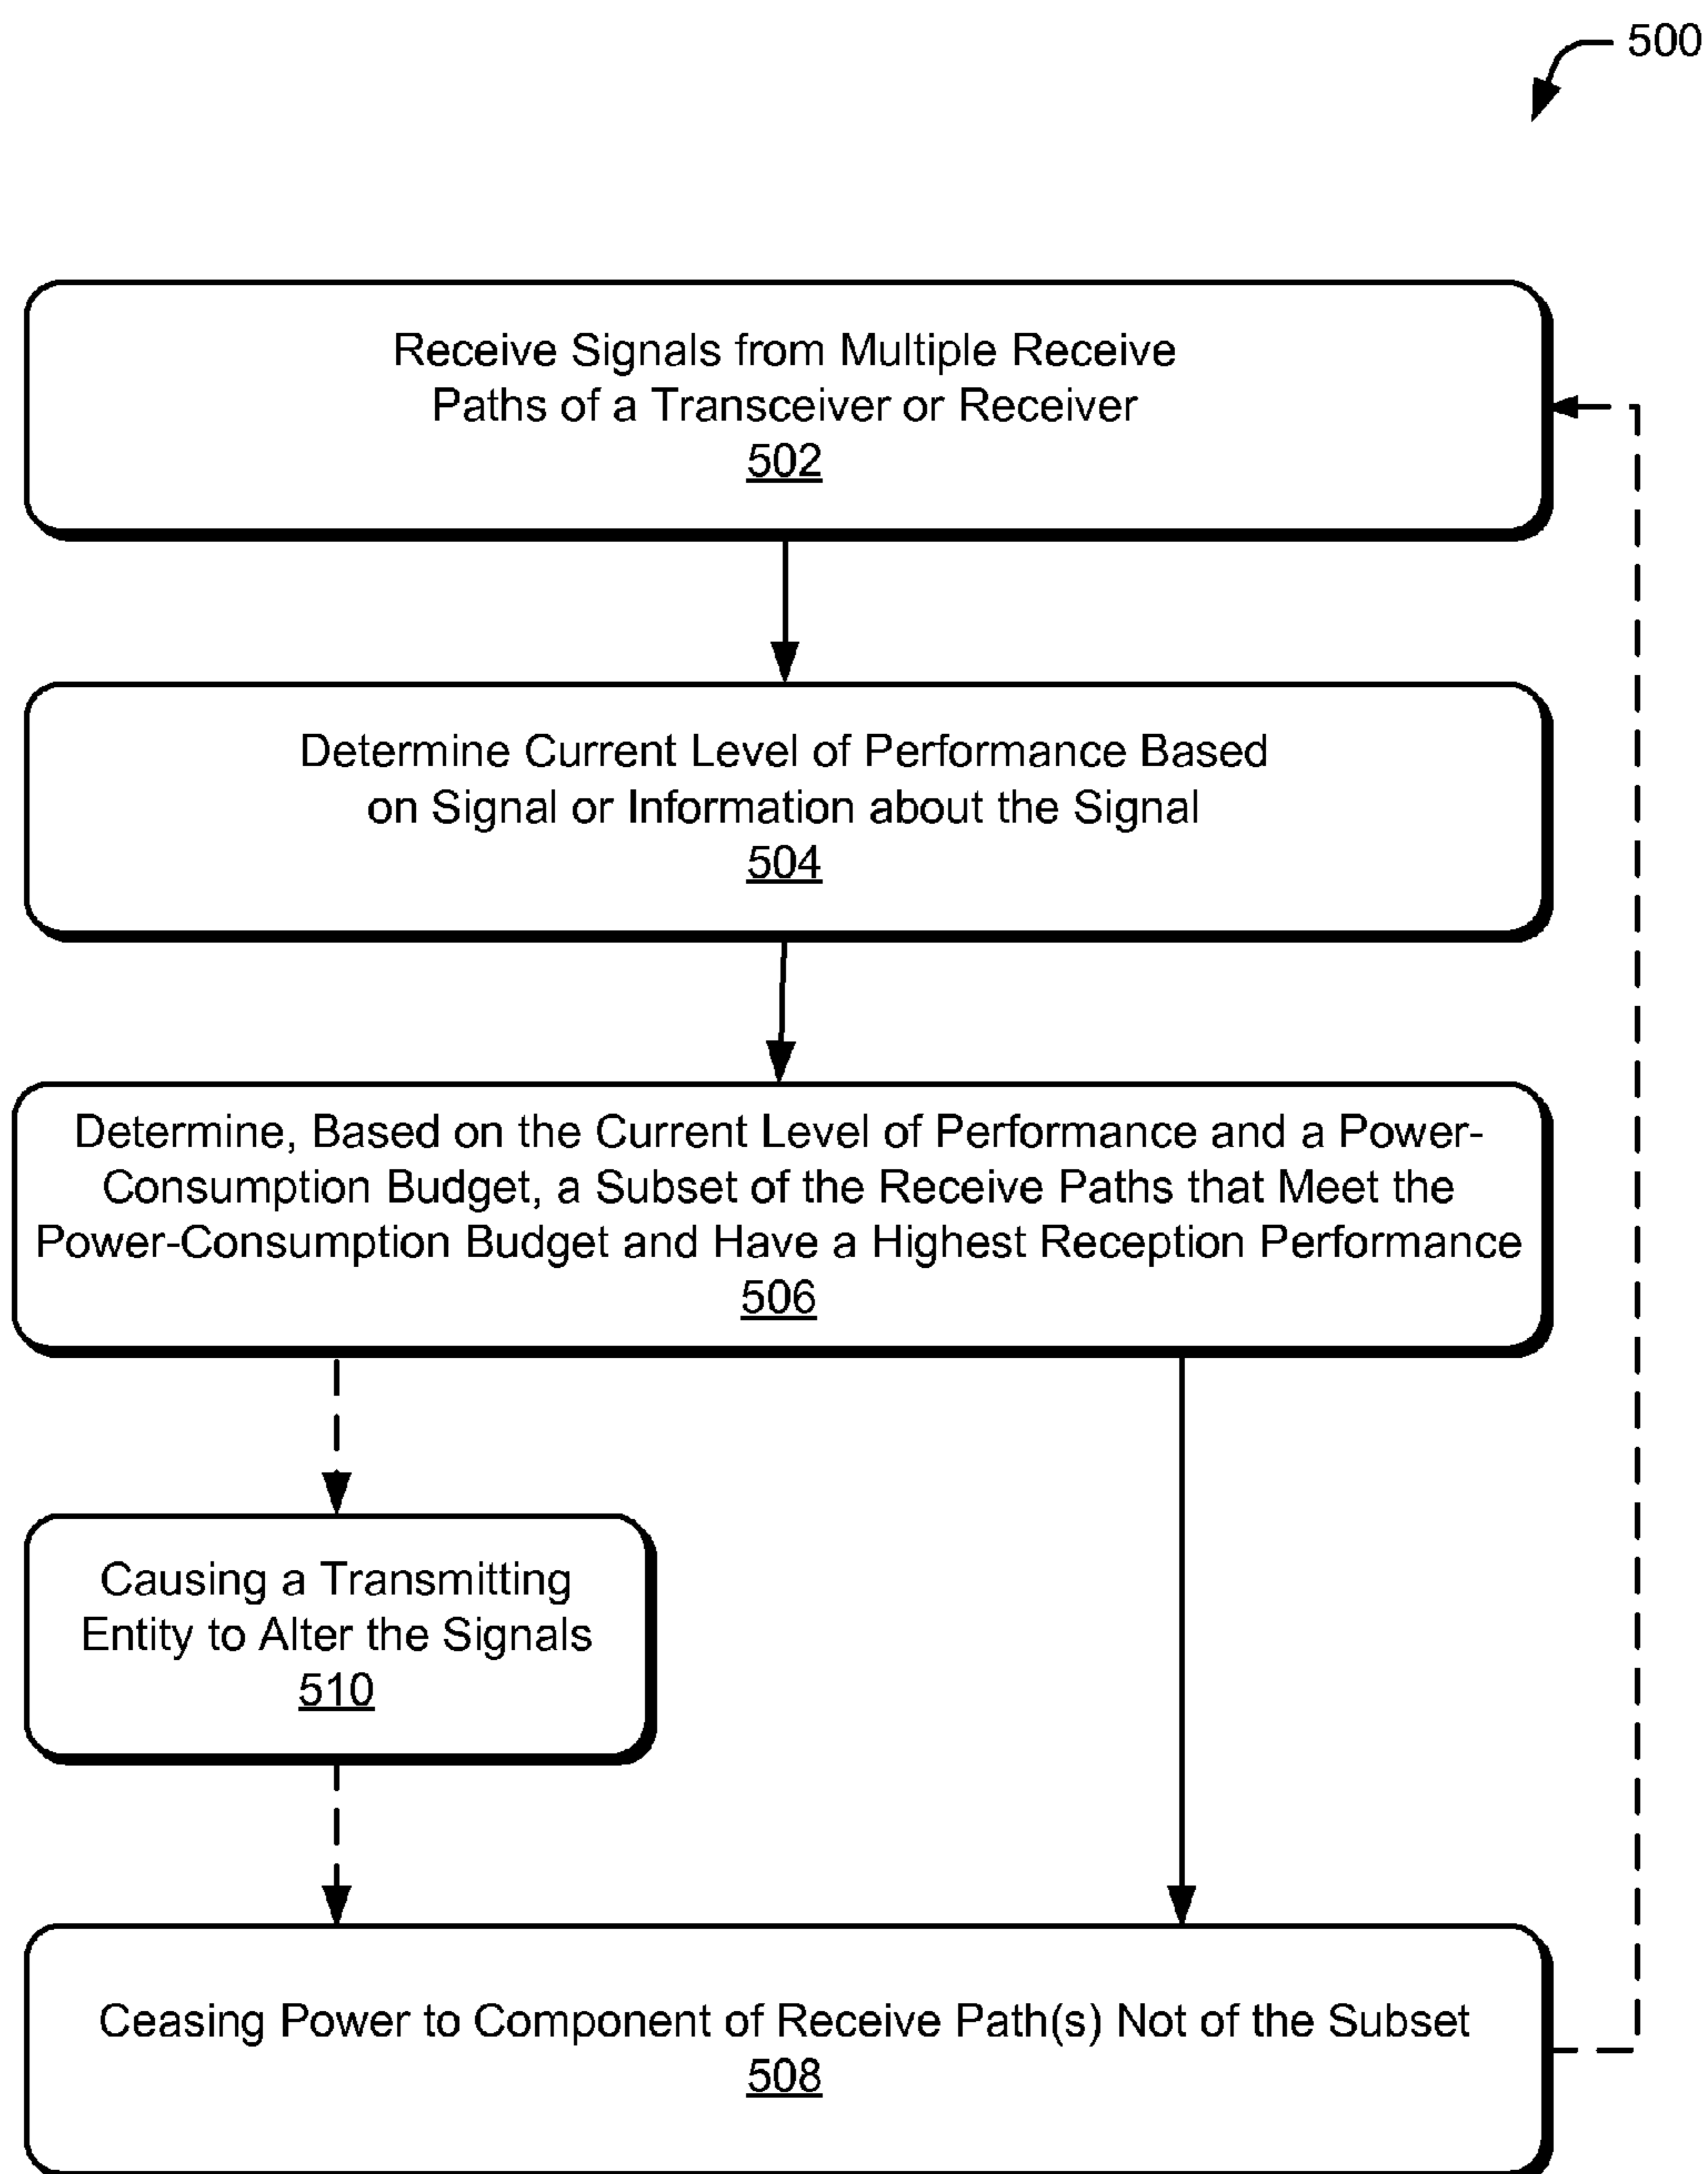 500
Receive Signals from Multiple Receive
Paths of a Transceiver or Receiver
502
Determine Current Level of Performance Based
on Signal or Information about the Signal
504
Determine, Based on the Current Level of Performance and a Power-
Consumption Budget, a Subset of the Receive Paths that Meet the
Power-Consumption Budget and Have a Highest Reception Performance
506
Causing a Transmitting
Entity to Alter the Signals
510
Ceasing Power to Component of Receive Path(s) Not of the Subset
508